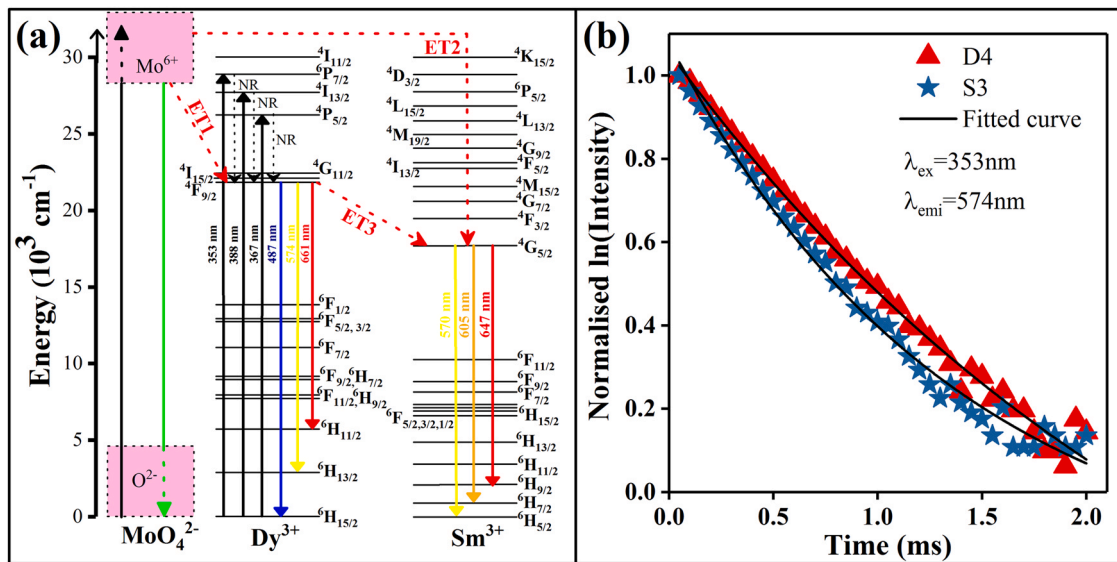 (a)
Energy (10³ cm⁻¹)
30
25
20
15
10
5
0
Mo⁶⁺
O²⁻
MoO₄²⁻
ET1
ET2
ET3
NR
NR
NR
⁴I₁₁/₂
⁶P₇/₂
⁴I₁₃/₂
⁴P₅/₂
⁴G₁₁/₂
⁴I₁₅/₂
⁴F₉/₂
353 nm
388 nm
367 nm
487 nm
574 nm
661 nm
⁶F₁/₂
⁶F₅/₂, ₃/₂
⁶F₇/₂
⁶F₉/₂,⁶H₇/₂
⁶F₁₁/₂,⁶H₉/₂
⁶H₁₁/₂
⁶H₁₃/₂
⁶H₁₅/₂
Dy³⁺
⁴K₁₅/₂
⁴D₃/₂
⁶P₅/₂
⁴L₁₅/₂
⁴L₁₃/₂
⁴M₁₉/₂
⁴G₉/₂
⁴F₅/₂
⁴I₁₃/₂
⁴M₁₅/₂
⁴G₇/₂
⁴F₃/₂
⁴G₅/₂
570 nm
605 nm
647 nm
⁶F₁₁/₂
⁶F₉/₂
⁶F₇/₂
⁶F₅/₂,₃/₂,₁/₂
⁶H₁₅/₂
⁶H₁₃/₂
⁶H₁₁/₂
⁶H₉/₂
⁶H₇/₂
⁶H₅/₂
Sm³⁺
(b)
D4
S3
Fitted curve
λex=353nm
λemi=574nm
Normalised ln(Intensity)
1.0
0.8
0.6
0.4
0.2
0.0
0.0
0.5
1.0
1.5
2.0
Time (ms)